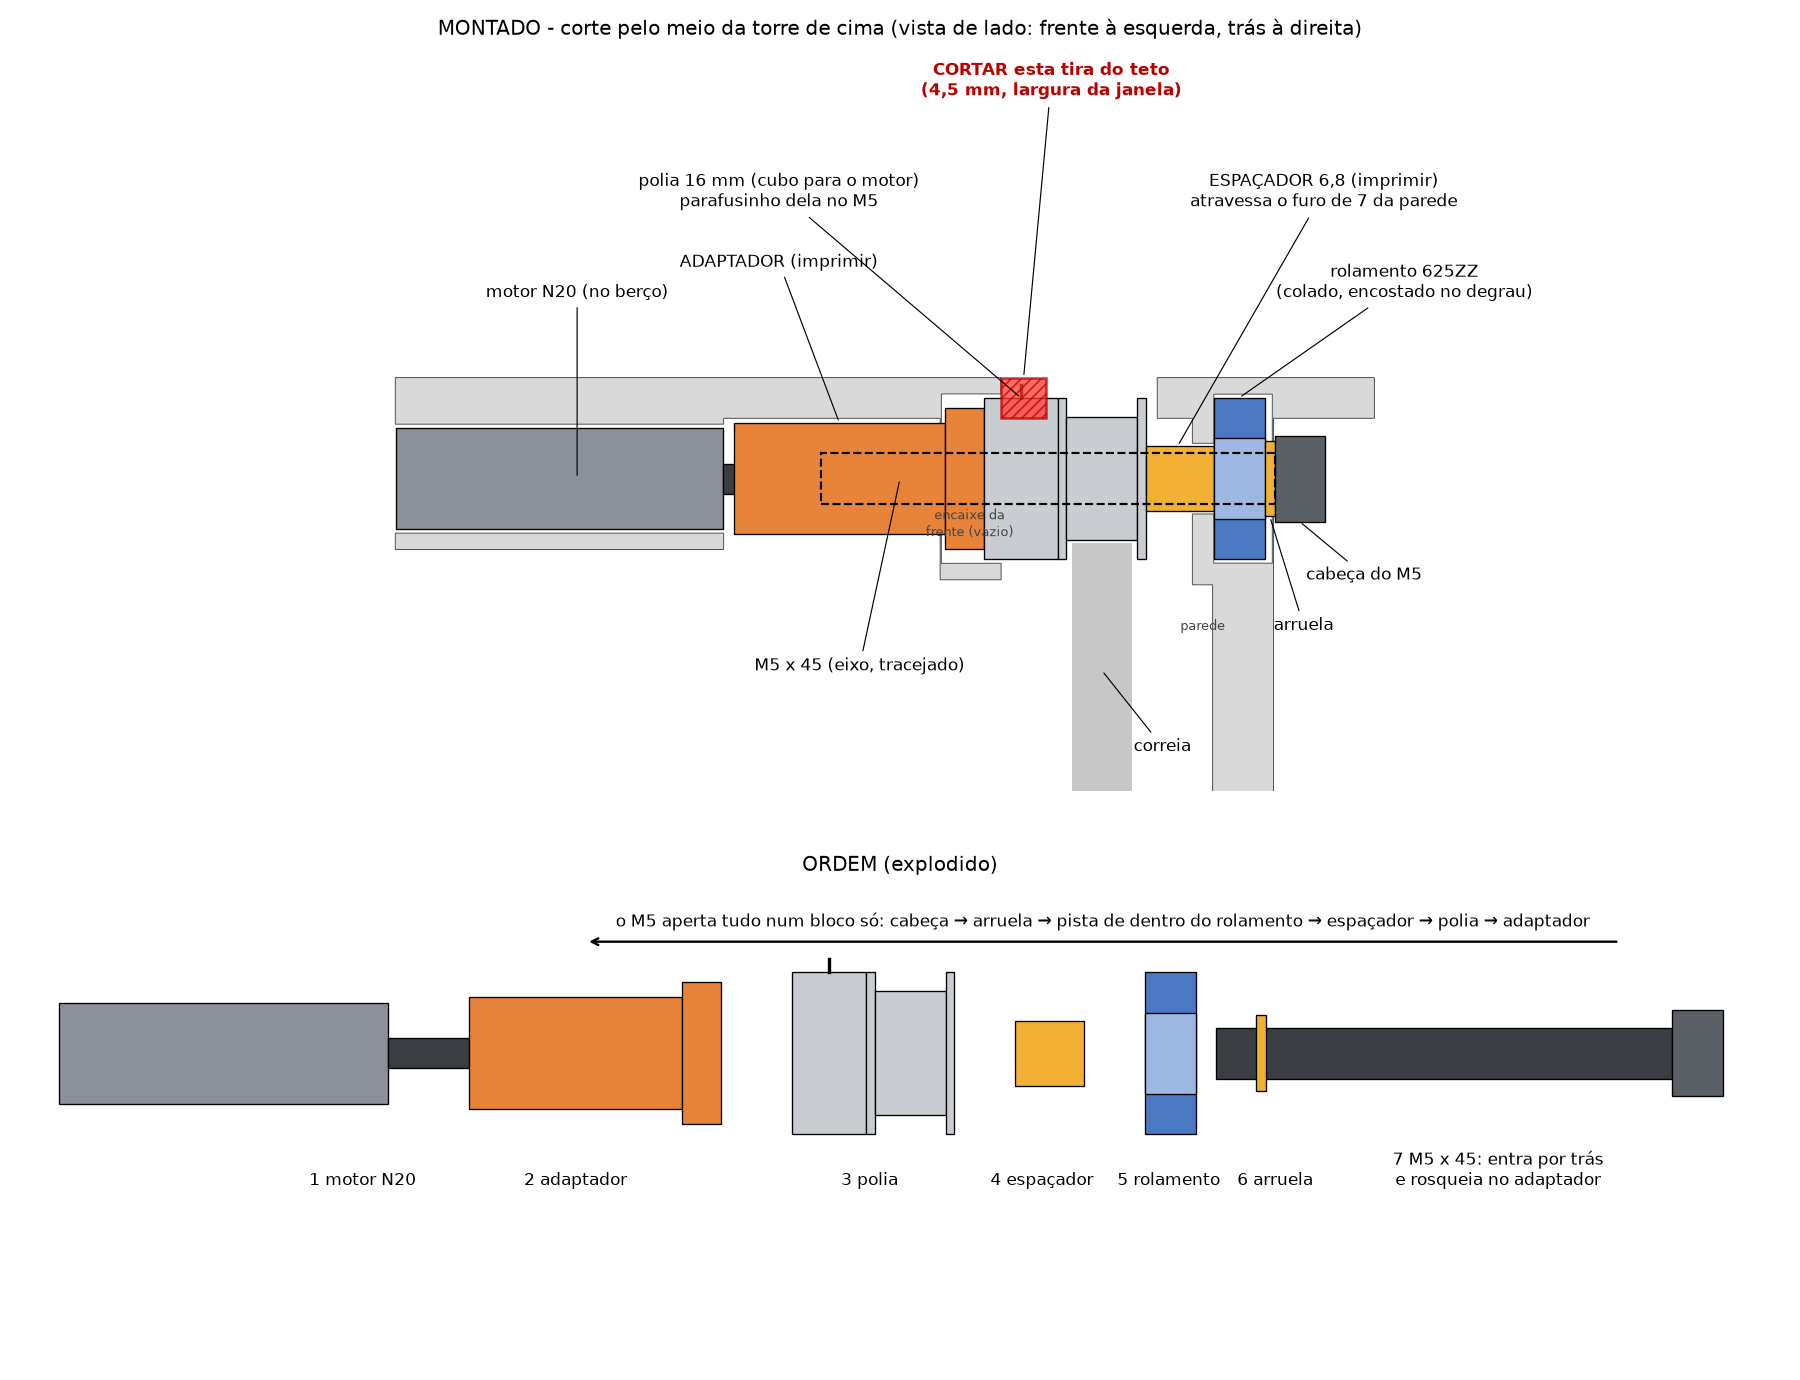 MONTADO - corte pelo meio da torre de cima (vista de lado: frente à esquerda, trás à direita)
CORTAR esta tira do teto
(4,5 mm, largura da janela)
polia 16 mm (cubo para o motor)
parafusinho dela no M5
ESPAÇADOR 6,8 (imprimir)
atravessa o furo de 7 da parede
ADAPTADOR (imprimir)
motor N20 (no berço)
rolamento 625ZZ
(colado, encostado no degrau)
encaixe da
frente (vazio)
cabeça do M5
parede
arruela
M5 x 45 (eixo, tracejado)
correia
ORDEM (explodido)
o M5 aperta tudo num bloco só: cabeça → arruela → pista de dentro do rolamento → espaçador → polia → adaptador
1 motor N20
2 adaptador
3 polia
4 espaçador
5 rolamento
6 arruela
7 M5 x 45: entra por trás
e rosqueia no adaptador